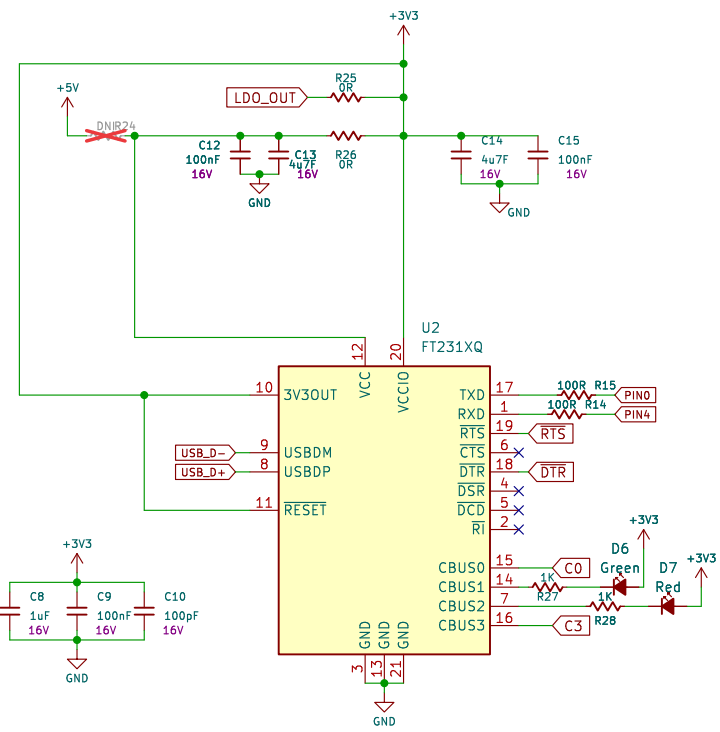 +3V3
R25
0R
LDO_OUT
+5V
DNI R24
C12
100nF
16V
C13
4u7F
16V
R26
0R
C14
4u7F
16V
C15
100nF
16V
GND
GND
U2
FT231XQ
12
VCC
20
VCCIO
10
3V3OUT
9
USBDM
8
USBDP
11
RESET
USB_D-
USB_D+
TXD
17
100R R15
PIN0
RXD
1
100R R14
PIN4
RTS
19
RTS
CTS
6
DTR
18
DTR
DSR
4
DCD
5
RI
2
CBUS0
15
C0
CBUS1
14
1K
R27
D6
Green
+3V3
CBUS2
7
1K
R28
D7
Red
+3V3
CBUS3
16
C3
GND
3
GND
13
GND
21
GND
+3V3
C8
1uF
16V
C9
100nF
16V
C10
100pF
16V
GND